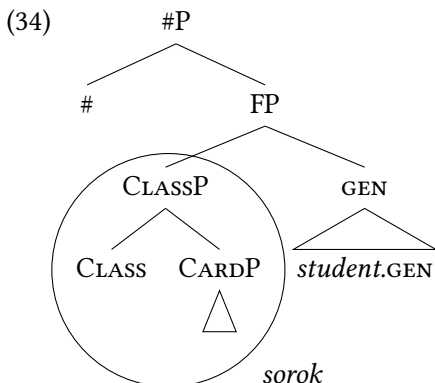 (34) #P
# FP
CLASSP GEN
CLASS CARDP student.GEN
sorok